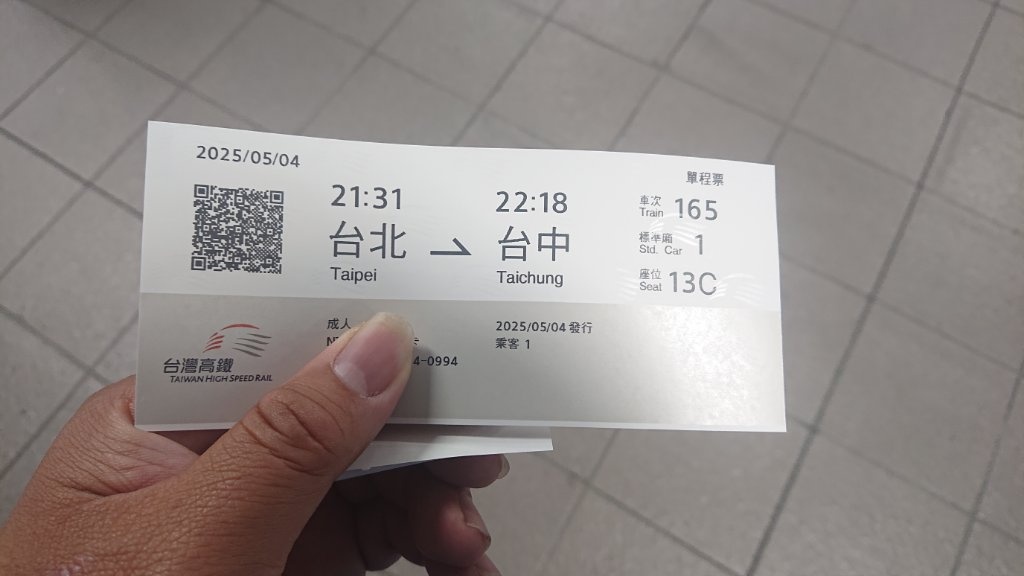 2025/05/04
單程票
21:31
22:18
車次
Train 165
台北
台中
標準廂
Std. Car 1
Taipei
Taichung
座位
Seat 13C
成人
2025/05/04發行
乘客 1
-0994
台灣高鐵
TAIWAN HIGH SPEED RAIL